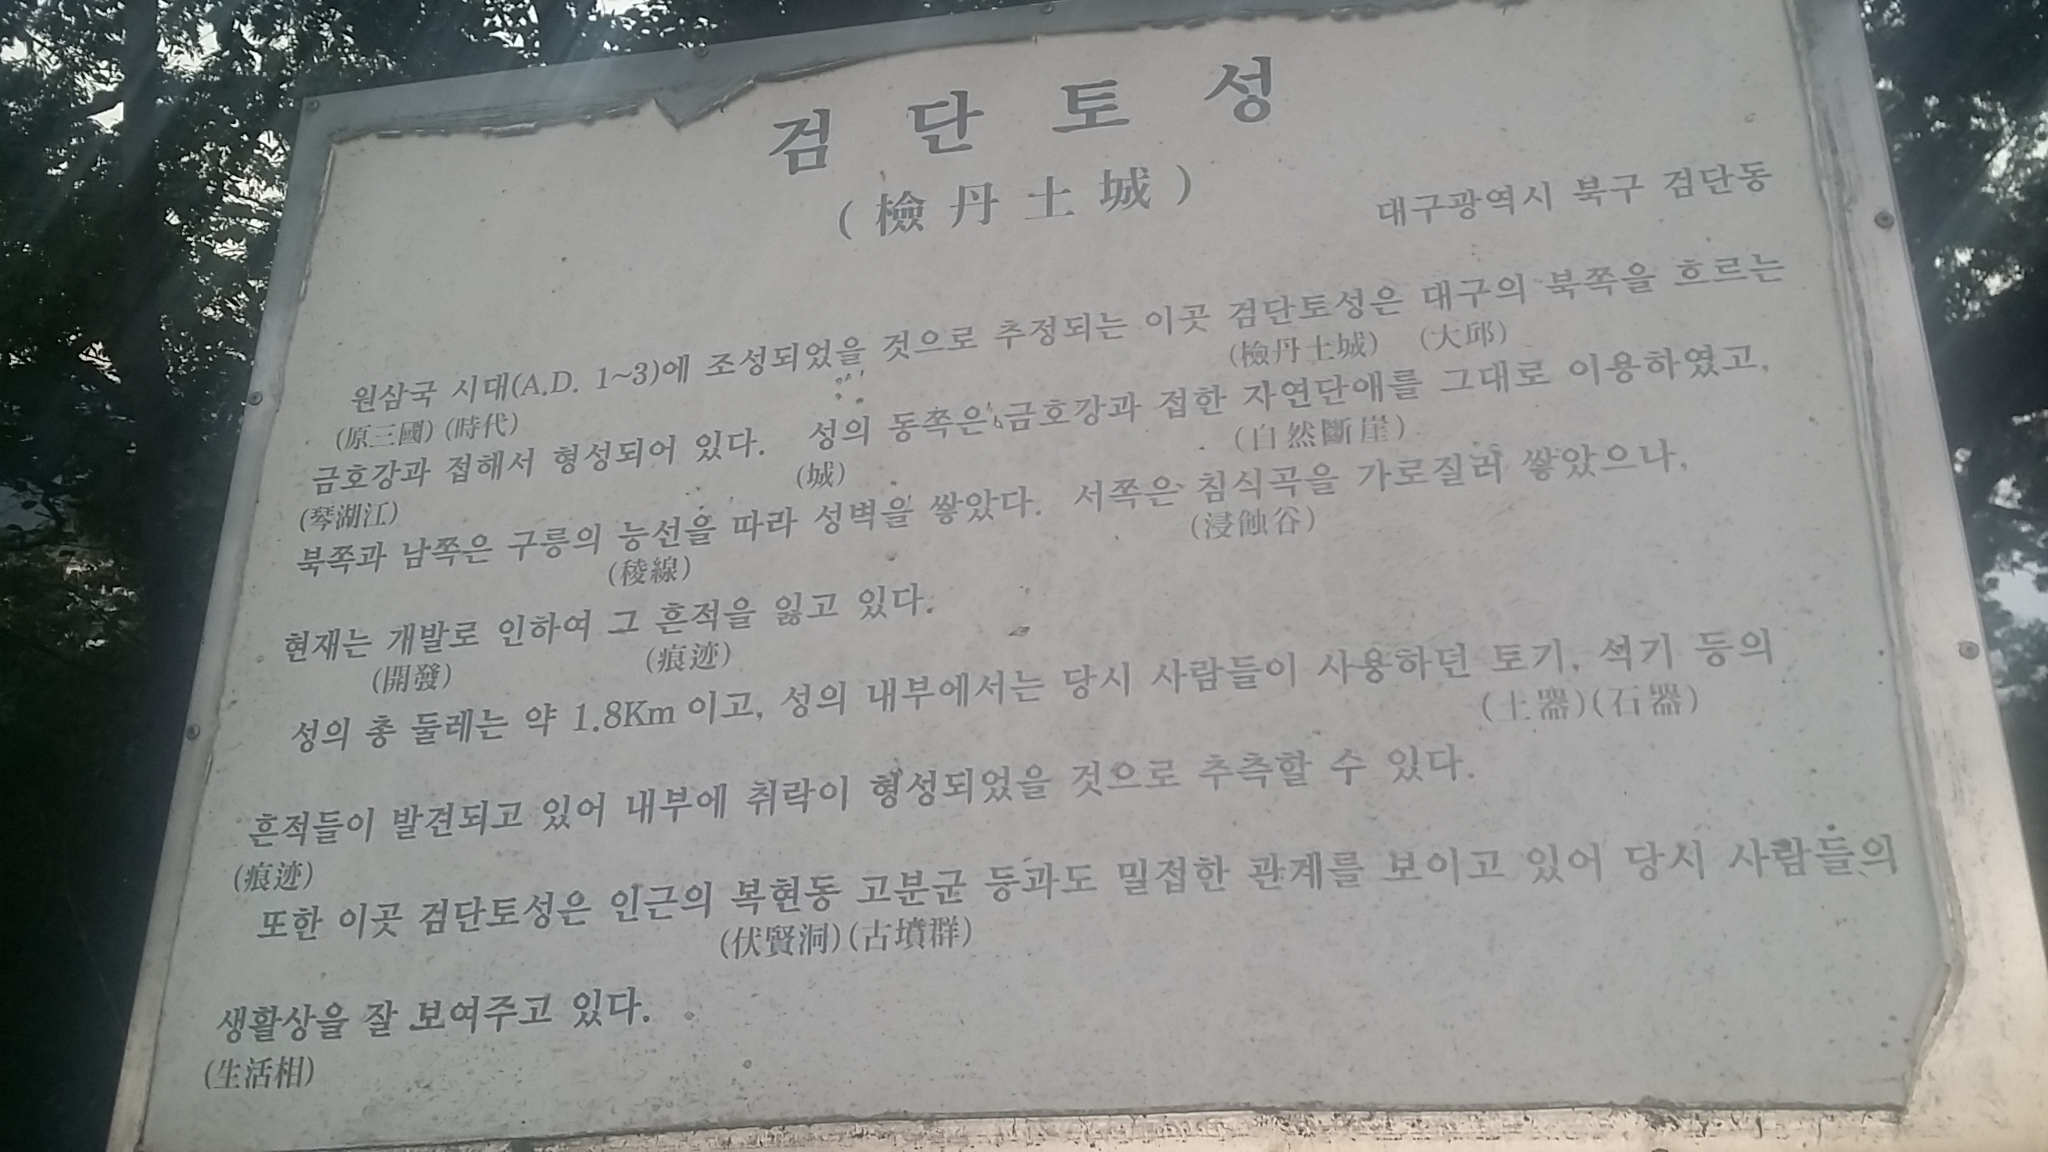 검단토성
(檢丹土城)
대구광역시 북구 검단동
원삼국 시대(A.D. 1~3)에 조성되었을 것으로 추정되는 이곳 검단토성은 대구의 북쪽을 흐르는
(原三國) (時代) (檢丹土城) (大邱)
금호강과 접해서 형성되어 있다. 성의 동쪽은 금호강과 접한 자연단애를 그대로 이용하였고,
(琴湖江) (城) (自然斷崖)
북쪽과 남쪽은 구릉의 능선을 따라 성벽을 쌓았다. 서쪽은 침식곡을 가로질러 쌓았으나,
(稜線) (浸蝕谷)
현재는 개발로 인하여 그 흔적을 잃고 있다.
(開發) (痕迹)
성의 총 둘레는 약 1.8Km 이고, 성의 내부에서는 당시 사람들이 사용하던 토기, 석기 등의
(土器) (石器)
흔적들이 발견되고 있어 내부에 취락이 형성되었을 것으로 추측할 수 있다.
(痕迹)
또한 이곳 검단토성은 인근의 복현동 고분군 등과도 밀접한 관계를 보이고 있어 당시 사람들의
(伏賢洞) (古墳群)
생활상을 잘 보여주고 있다.
(生活相)